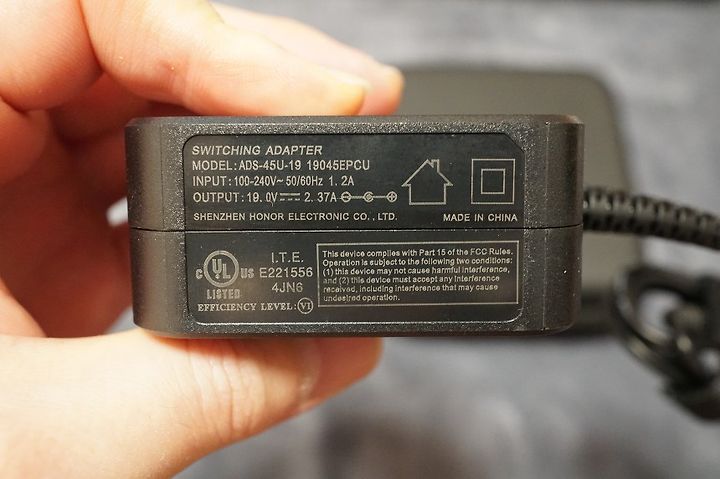 SWITCHING ADAPTER
MODEL: ADS-45U-19 19045EPCU
INPUT: 100-240V~ 50/60Hz 1.2A
OUTPUT: 19.0V⎓ 2.37A
SHENZHEN HONOR ELECTRONIC CO., LTD.
MADE IN CHINA
c UL US
LISTED
I.T.E.
E221556
4JN6
EFFICIENCY LEVEL: VI
This device complies with Part 15 of the FCC Rules.
Operation is subject to the following two conditions:
(1) this device may not cause harmful interference,
and (2) this device must accept any interference
received, including interference that may cause
undesired operation.